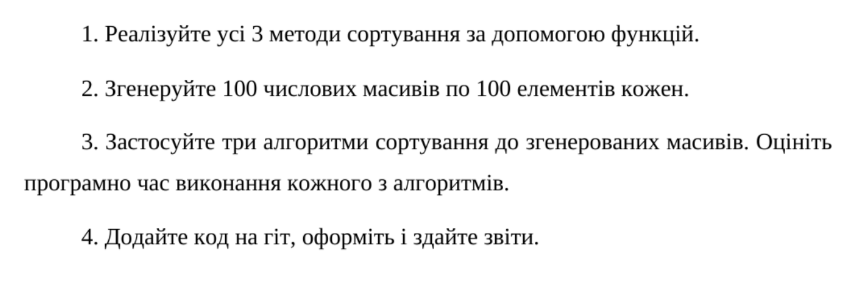 1. Реалізуйте усі 3 методи сортування за допомогою функцій.
2. Згенеруйте 100 числових масивів по 100 елементів кожен.
3. Застосуйте три алгоритми сортування до згенерованих масивів. Оцініть
програмно час виконання кожного з алгоритмів.
4. Додайте код на гіт, оформіть і здайте звіти.